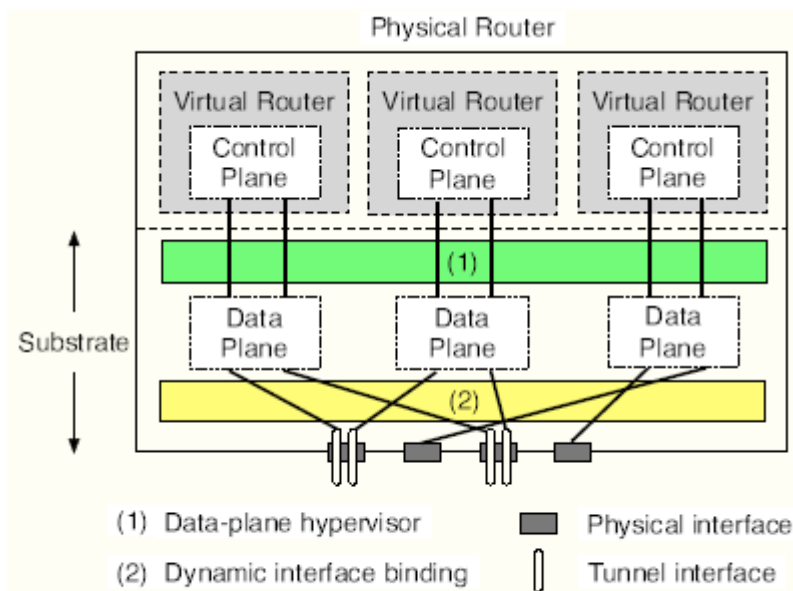 Physical Router
Virtual Router
Virtual Router
Virtual Router
Control
Plane
Control
Plane
Control
Plane
(1)
Substrate
Data
Plane
Data
Plane
Data
Plane
(2)
(1) Data-plane hypervisor
Physical interface
(2) Dynamic interface binding
Tunnel interface